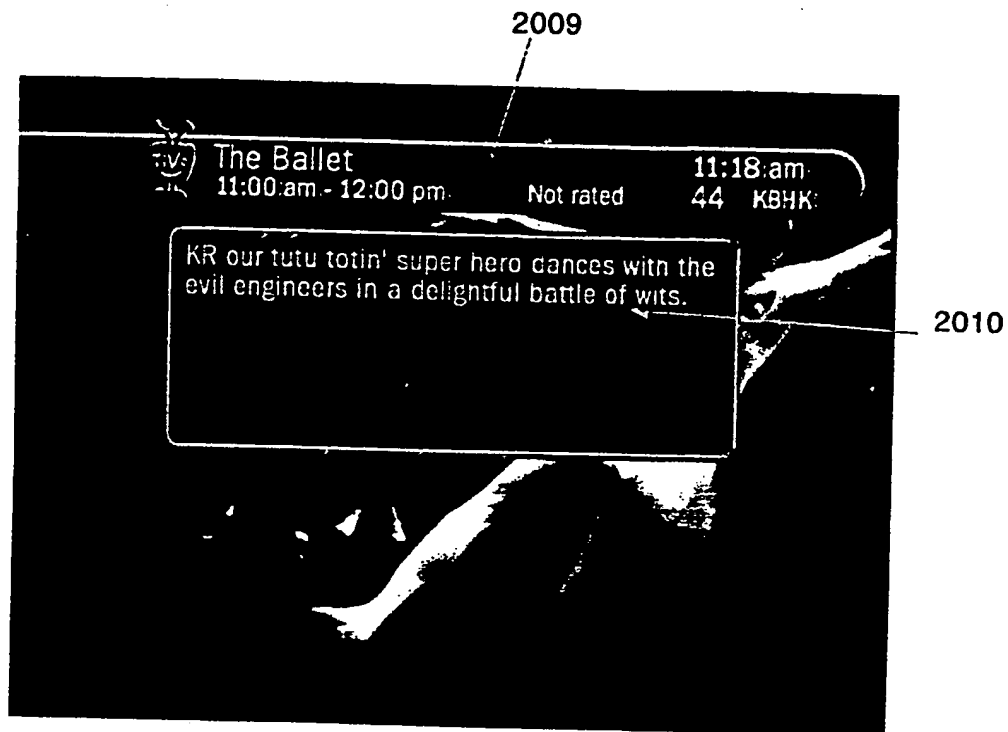 2009
TiVo
The Ballet 11:18 am
11:00 am - 12:00 pm Not rated 44 KBHK
KR our tutu totin' super hero dances with the
evil engineers in a delightful battle of wits.
2010